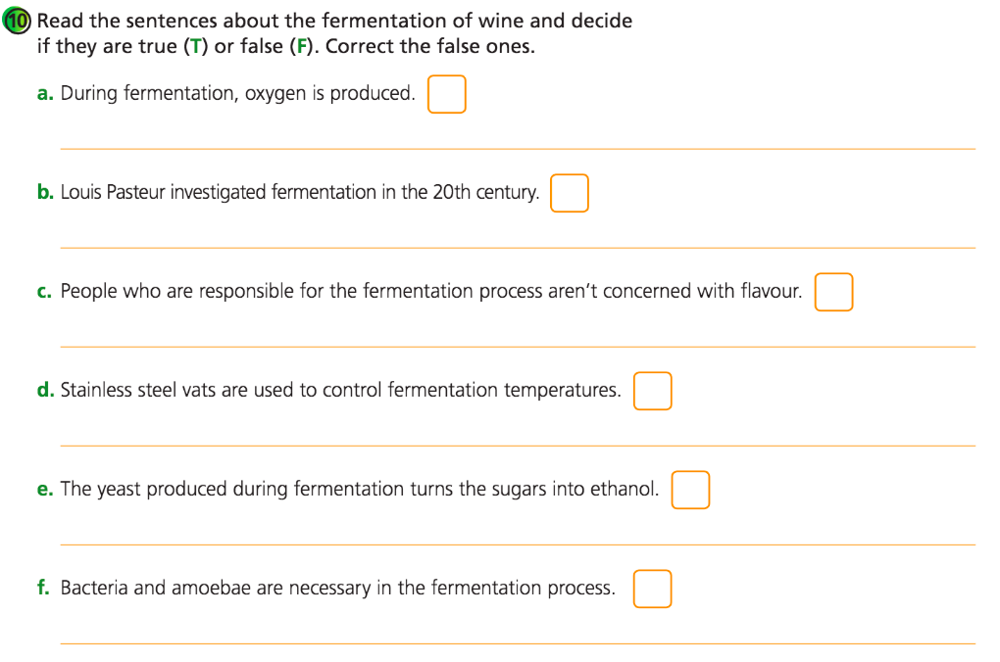 10 Read the sentences about the fermentation of wine and decide
if they are true (T) or false (F). Correct the false ones.
a. During fermentation, oxygen is produced.
b. Louis Pasteur investigated fermentation in the 20th century.
c. People who are responsible for the fermentation process aren't concerned with flavour.
d. Stainless steel vats are used to control fermentation temperatures.
e. The yeast produced during fermentation turns the sugars into ethanol.
f. Bacteria and amoebae are necessary in the fermentation process.